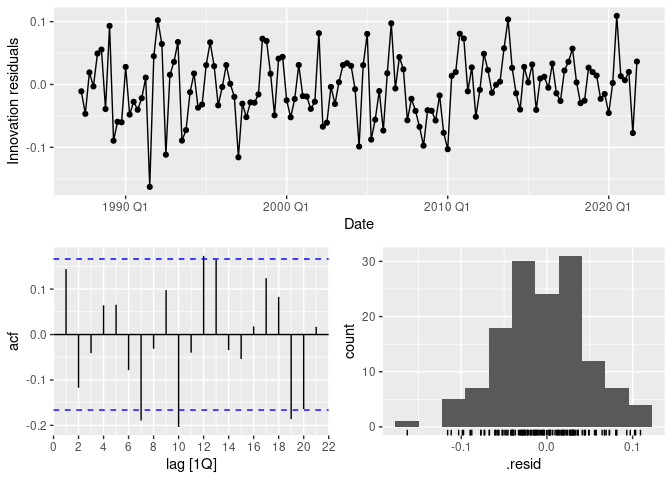 Innovation residuals
0.1
0.0
-0.1
1990 Q1
2000 Q1
2010 Q1
2020 Q1
Date
acf
0.1
0.0
-0.1
-0.2
0 2 4 6 8 10 12 14 16 18 20 22
lag [1Q]
count
30
20
10
0
-0.1 0.0 0.1
.resid